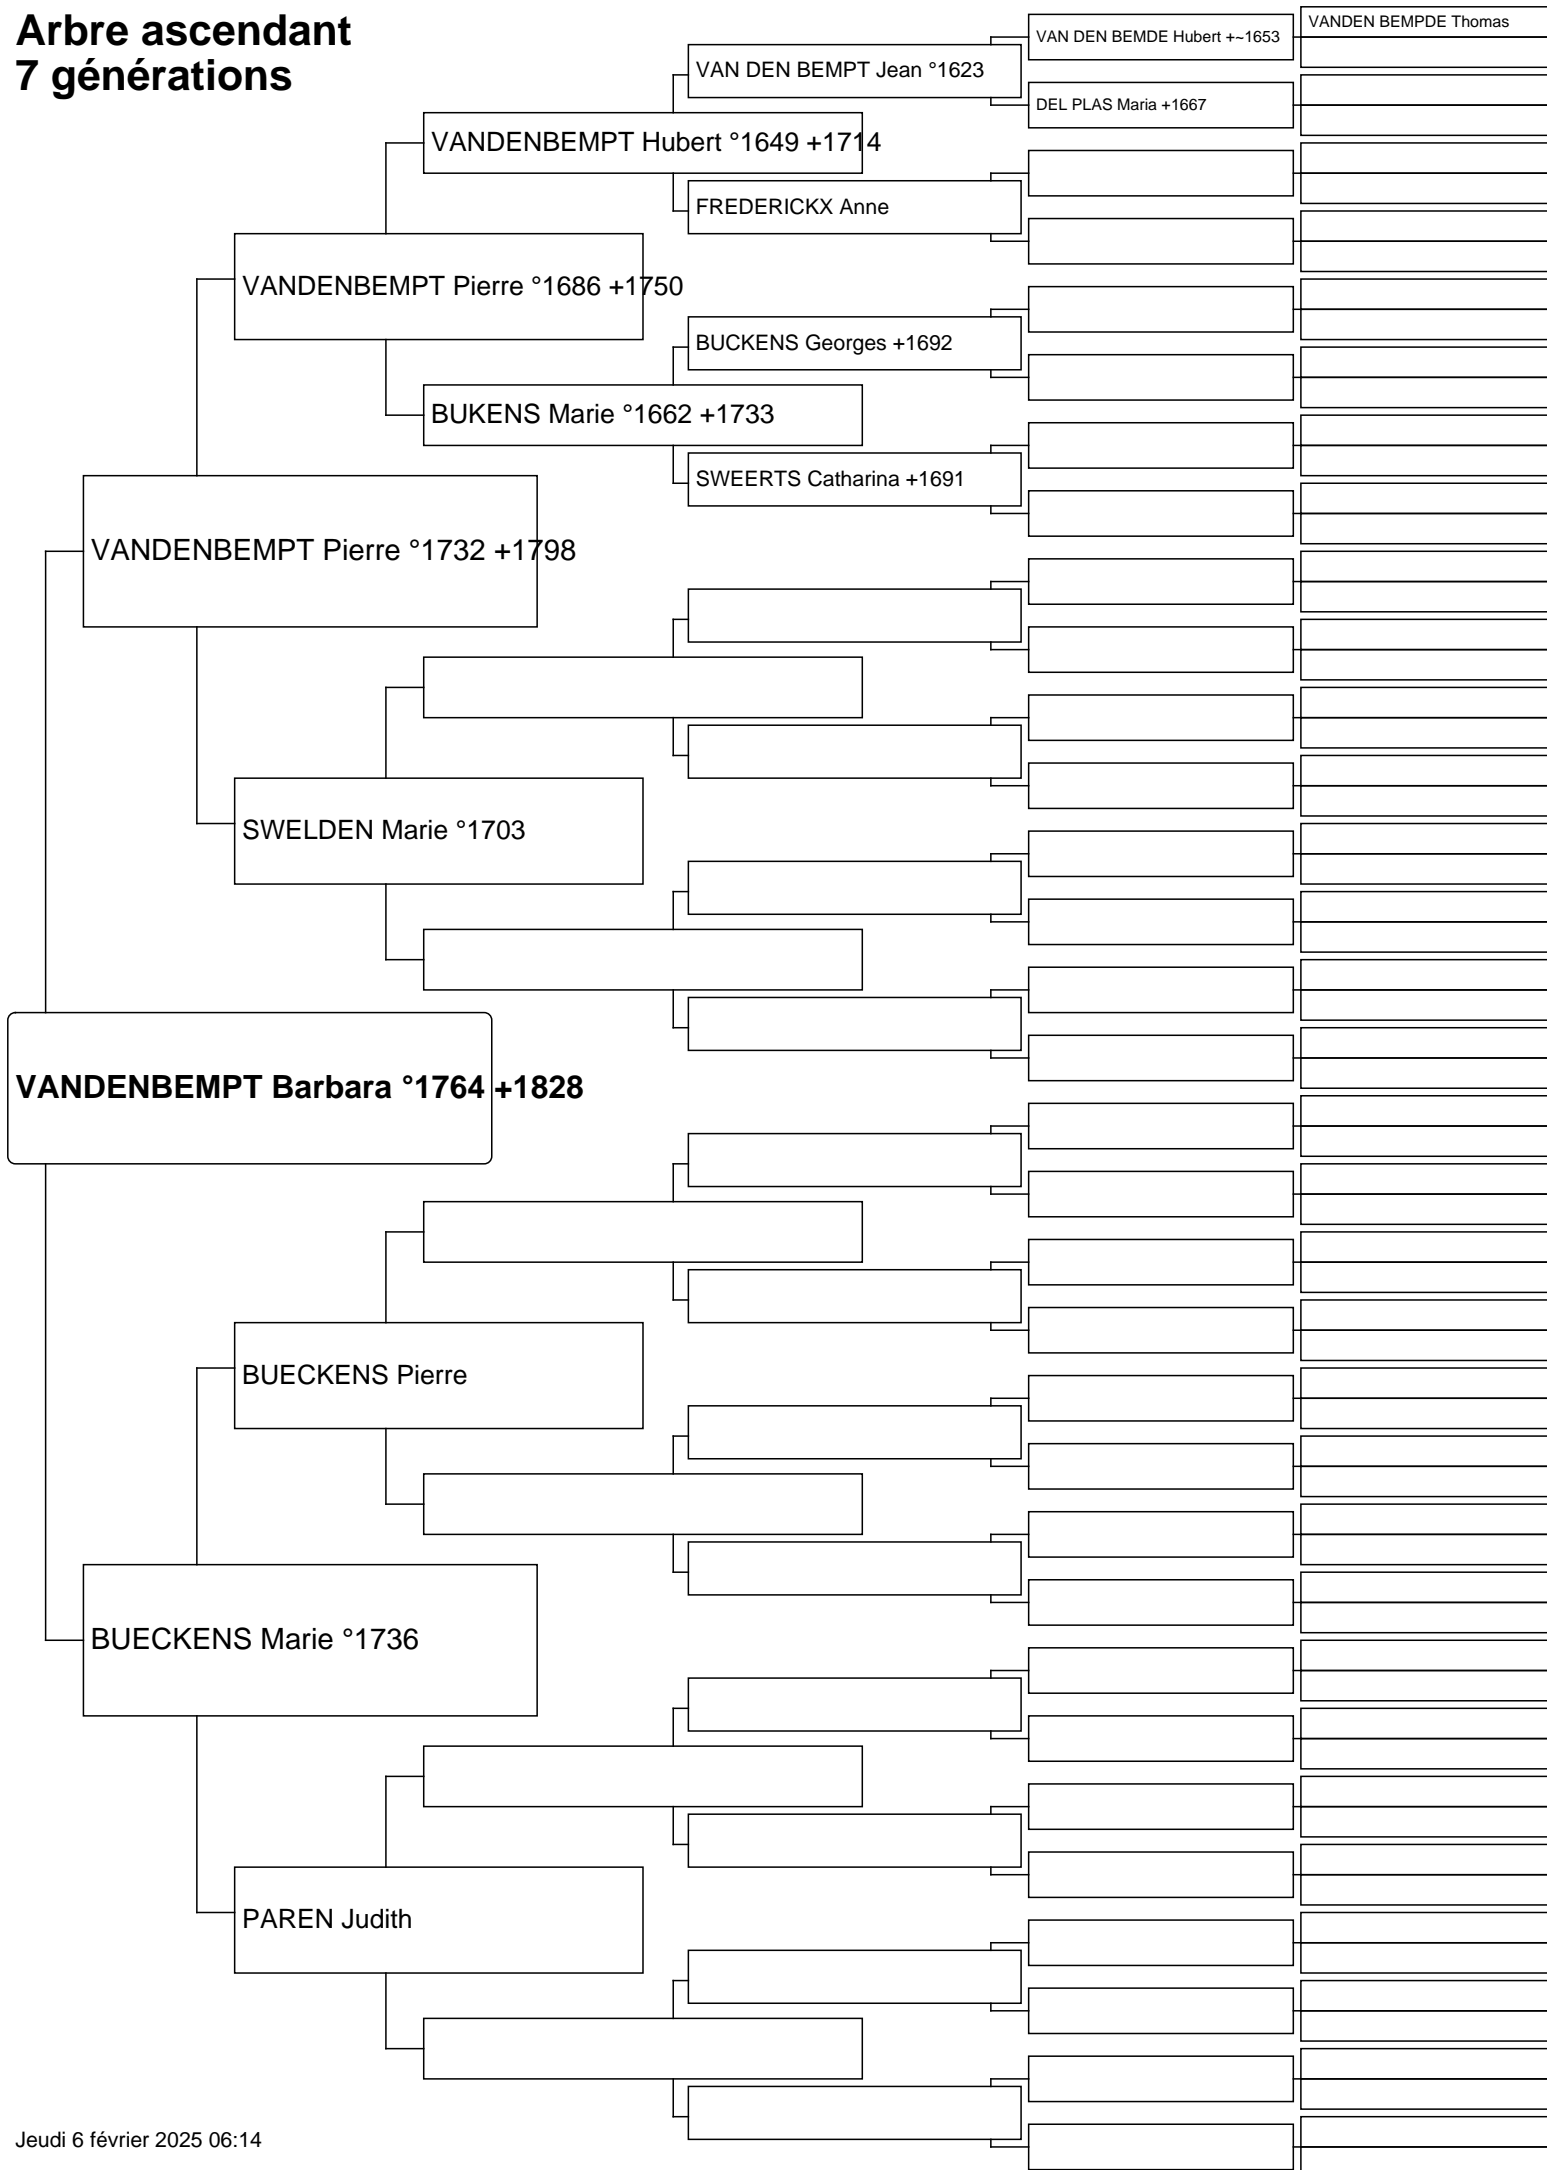 Arbre ascendant
7 générations
VANDEN BEMPDE Thomas
VAN DEN BEMDE Hubert +~1653
VAN DEN BEMPT Jean °1623
DEL PLAS Maria +1667
VANDENBEMPT Hubert °1649 +1714
FREDERICKX Anne
VANDENBEMPT Pierre °1686 +1750
BUCKENS Georges +1692
BUKENS Marie °1662 +1733
SWEERTS Catharina +1691
VANDENBEMPT Pierre °1732 +1798
SWELDEN Marie °1703
VANDENBEMPT Barbara °1764 +1828
BUECKENS Pierre
BUECKENS Marie °1736
PAREN Judith
Jeudi 6 février 2025 06:14